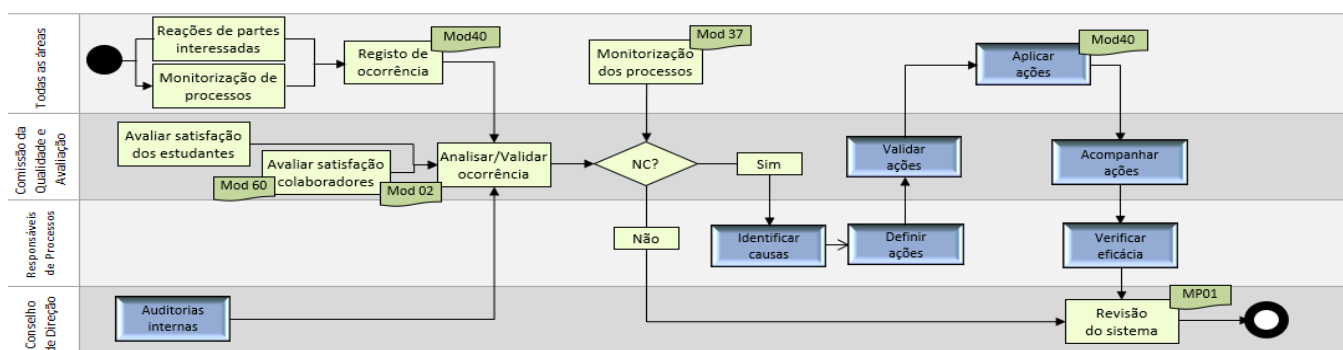 Todas as áreas
Reações de partes
interessadas
Monitorização de
processos
Registo de
ocorrência
Mod40
Monitorização
dos processos
Mod 37
Aplicar
ações
Mod40
Comissão da
Qualidade e
Avaliação
Avaliar satisfação
dos estudantes
Mod 60
Avaliar satisfação
colaboradores
Mod 02
Analisar/Validar
ocorrência
NC?
Sim
Validar
ações
Acompanhar
ações
Responsáveis
de Processos
Não
Identificar
causas
Definir
ações
Verificar
eficácia
Conselho
de Direção
Auditorias
internas
Revisão
do sistema
MP01